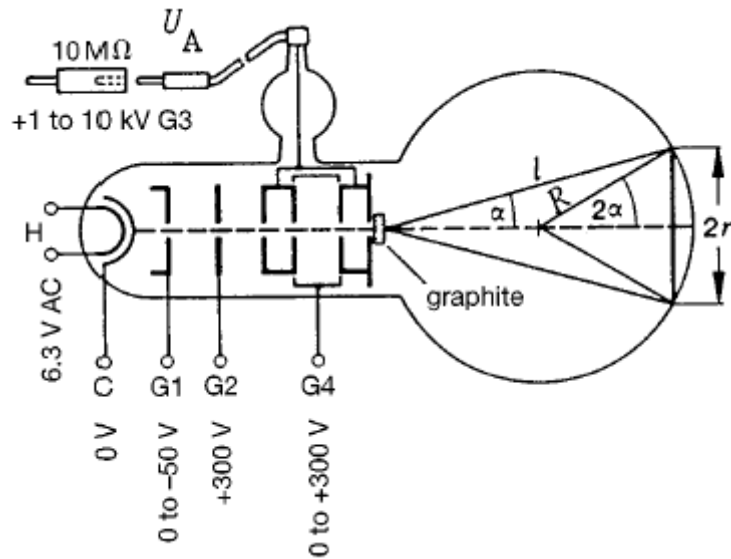 10 MΩ
U_A
+1 to 10 kV G3
l
R
α
2α
2r
H
graphite
6.3 V AC
C
G1
G2
G4
0 V
0 to −50 V
+300 V
0 to +300 V